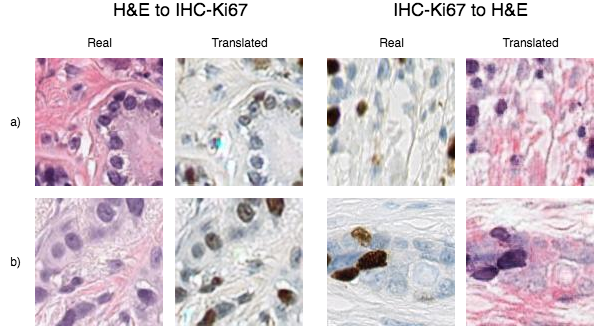 H&E to IHC-Ki67 IHC-Ki67 to H&E
Real Translated Real Translated
a)
b)